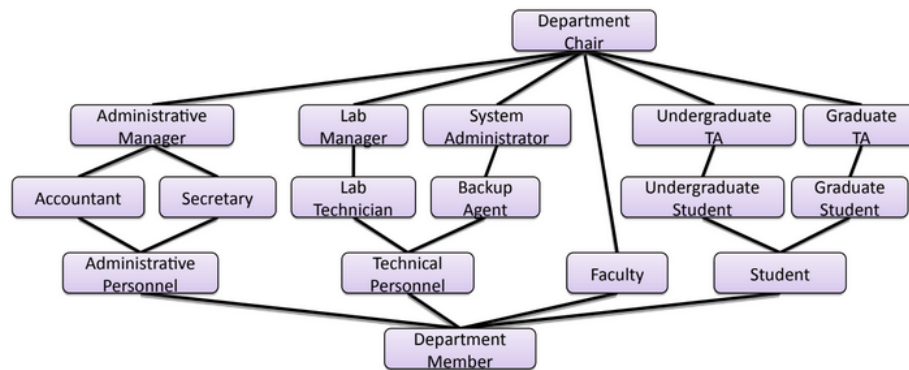 Department
Chair
Administrative
Manager
Lab
Manager
System
Administrator
Undergraduate
TA
Graduate
TA
Accountant
Secretary
Lab
Technician
Backup
Agent
Undergraduate
Student
Graduate
Student
Administrative
Personnel
Technical
Personnel
Faculty
Student
Department
Member